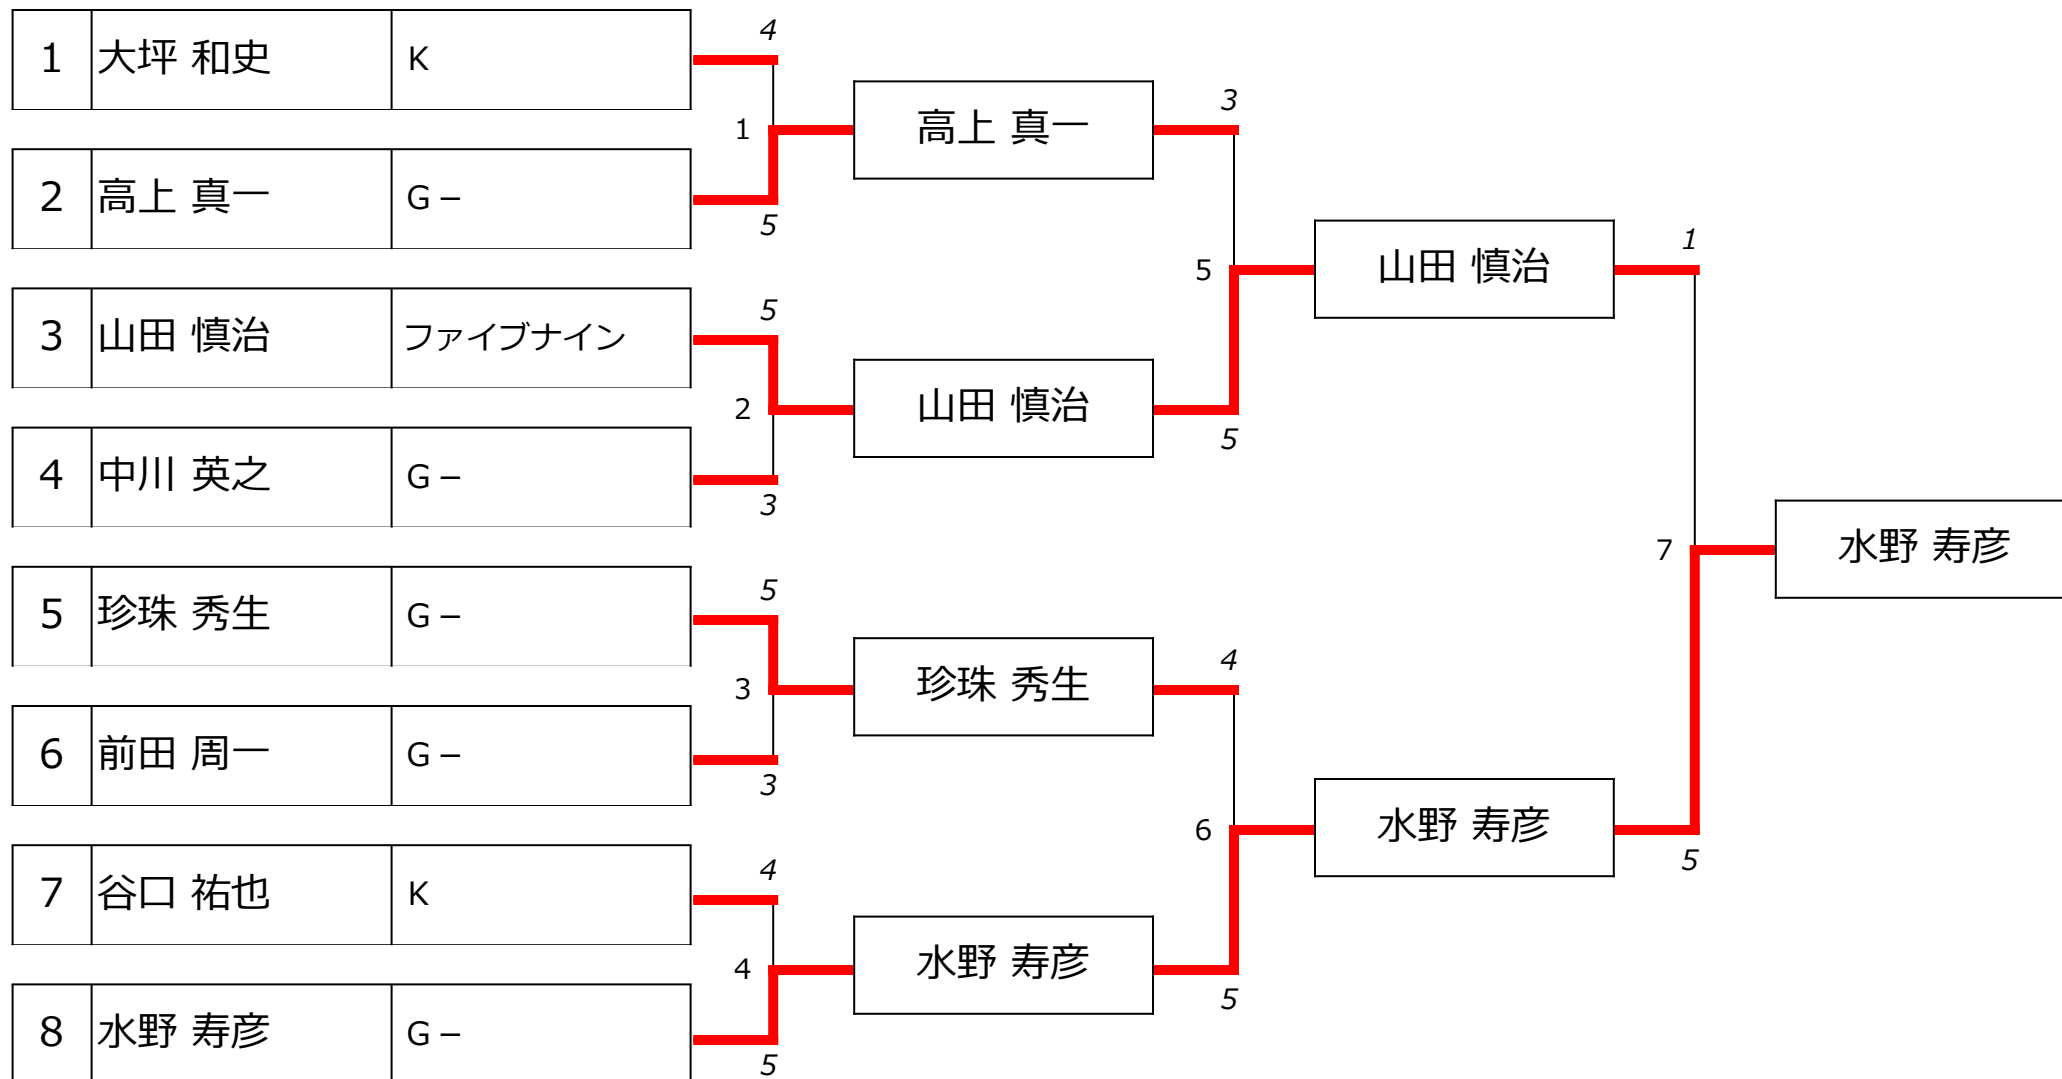 1 大坪 和史 K
2 高上 真一 G－
3 山田 慎治 ファイブナイン
4 中川 英之 G－
5 珍珠 秀生 G－
6 前田 周一 G－
7 谷口 祐也 K
8 水野 寿彦 G－
4
1
5
5
2
3
5
3
3
4
4
5
高上 真一
山田 慎治
珍珠 秀生
水野 寿彦
3
5
5
4
6
5
山田 慎治
水野 寿彦
1
7
5
水野 寿彦